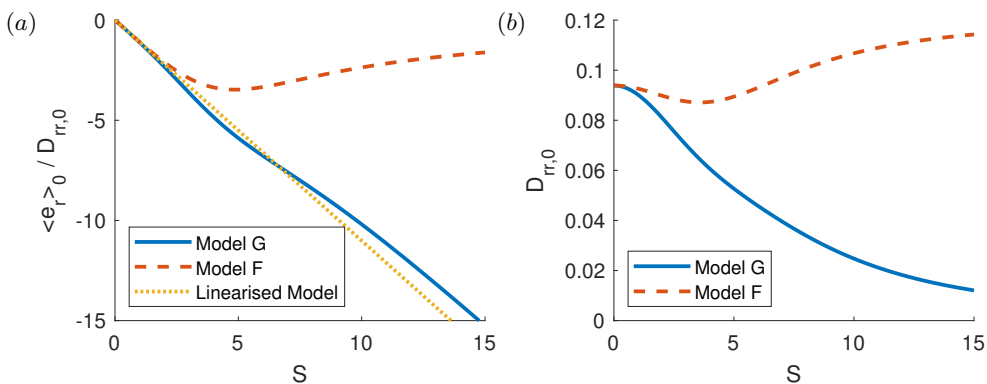 (a)
0
-5
-10
-15
<e_r>_0 / D_rr,0
0
5
10
15
S
Model G
Model F
Linearised Model
(b)
0.12
0.1
0.08
0.06
0.04
0.02
0
D_rr,0
0
5
10
15
S
Model G
Model F